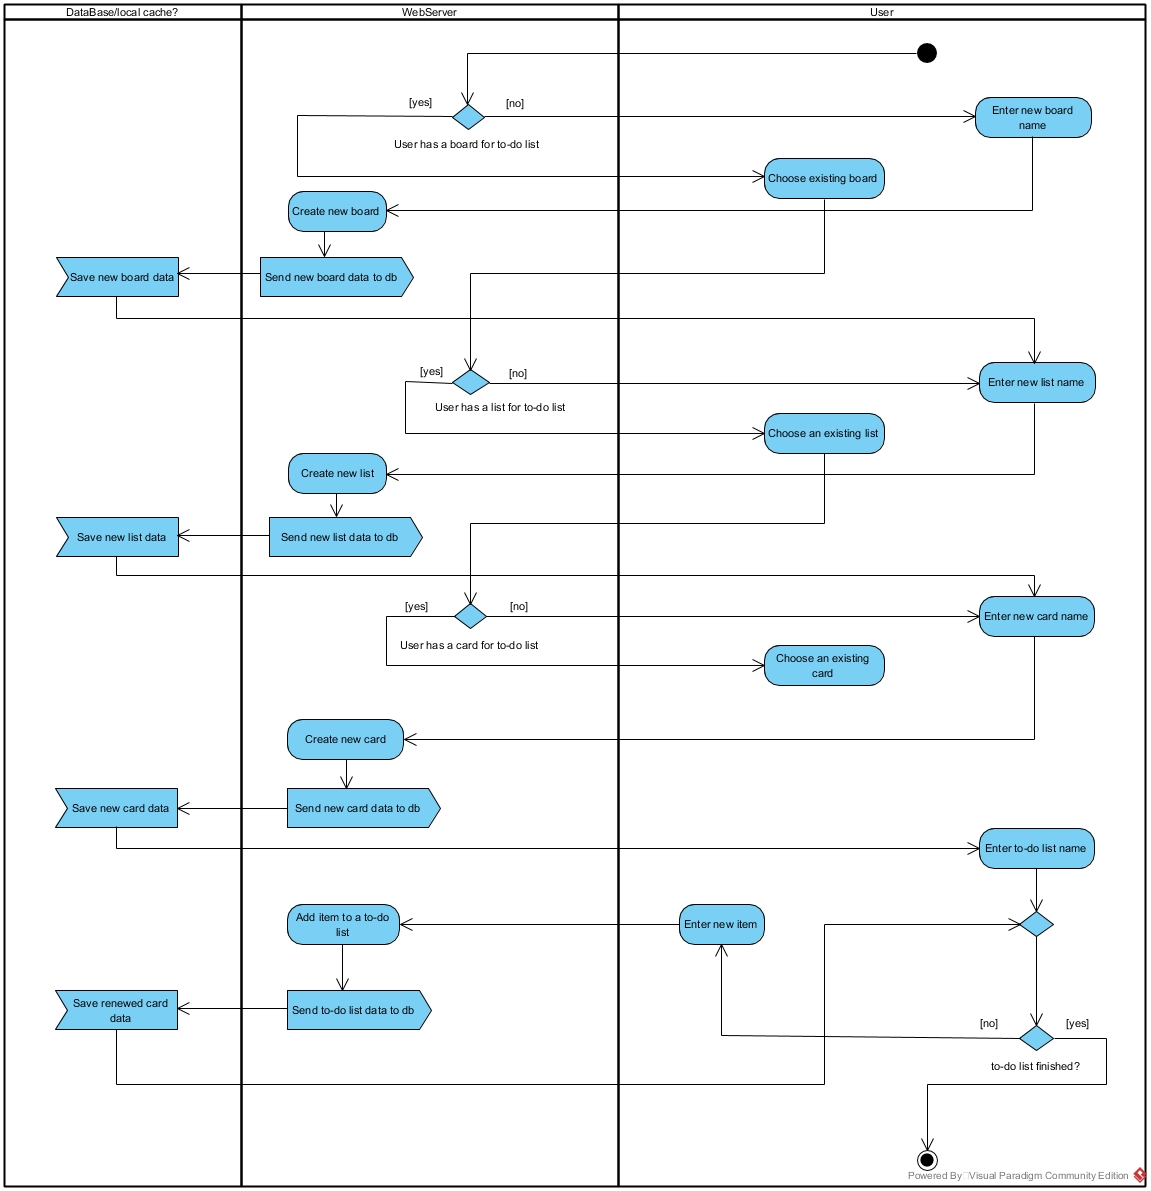 DataBase/local cache?
WebServer
User
[yes]
[no]
User has a board for to-do list
Enter new board
name
Choose existing board
Create new board
Save new board data
Send new board data to db
[yes]
[no]
User has a list for to-do list
Enter new list name
Choose an existing list
Create new list
Save new list data
Send new list data to db
[yes]
[no]
User has a card for to-do list
Enter new card name
Choose an existing
card
Create new card
Save new card data
Send new card data to db
Enter to-do list name
Add item to a to-do
list
Enter new item
Save renewed card
data
Send to-do list data to db
[no]
[yes]
to-do list finished?
Powered By Visual Paradigm Community Edition